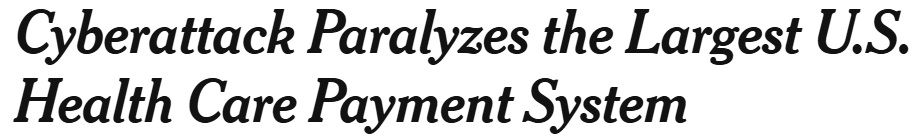 Cyberattack Paralyzes the Largest U.S.
Health Care Payment System